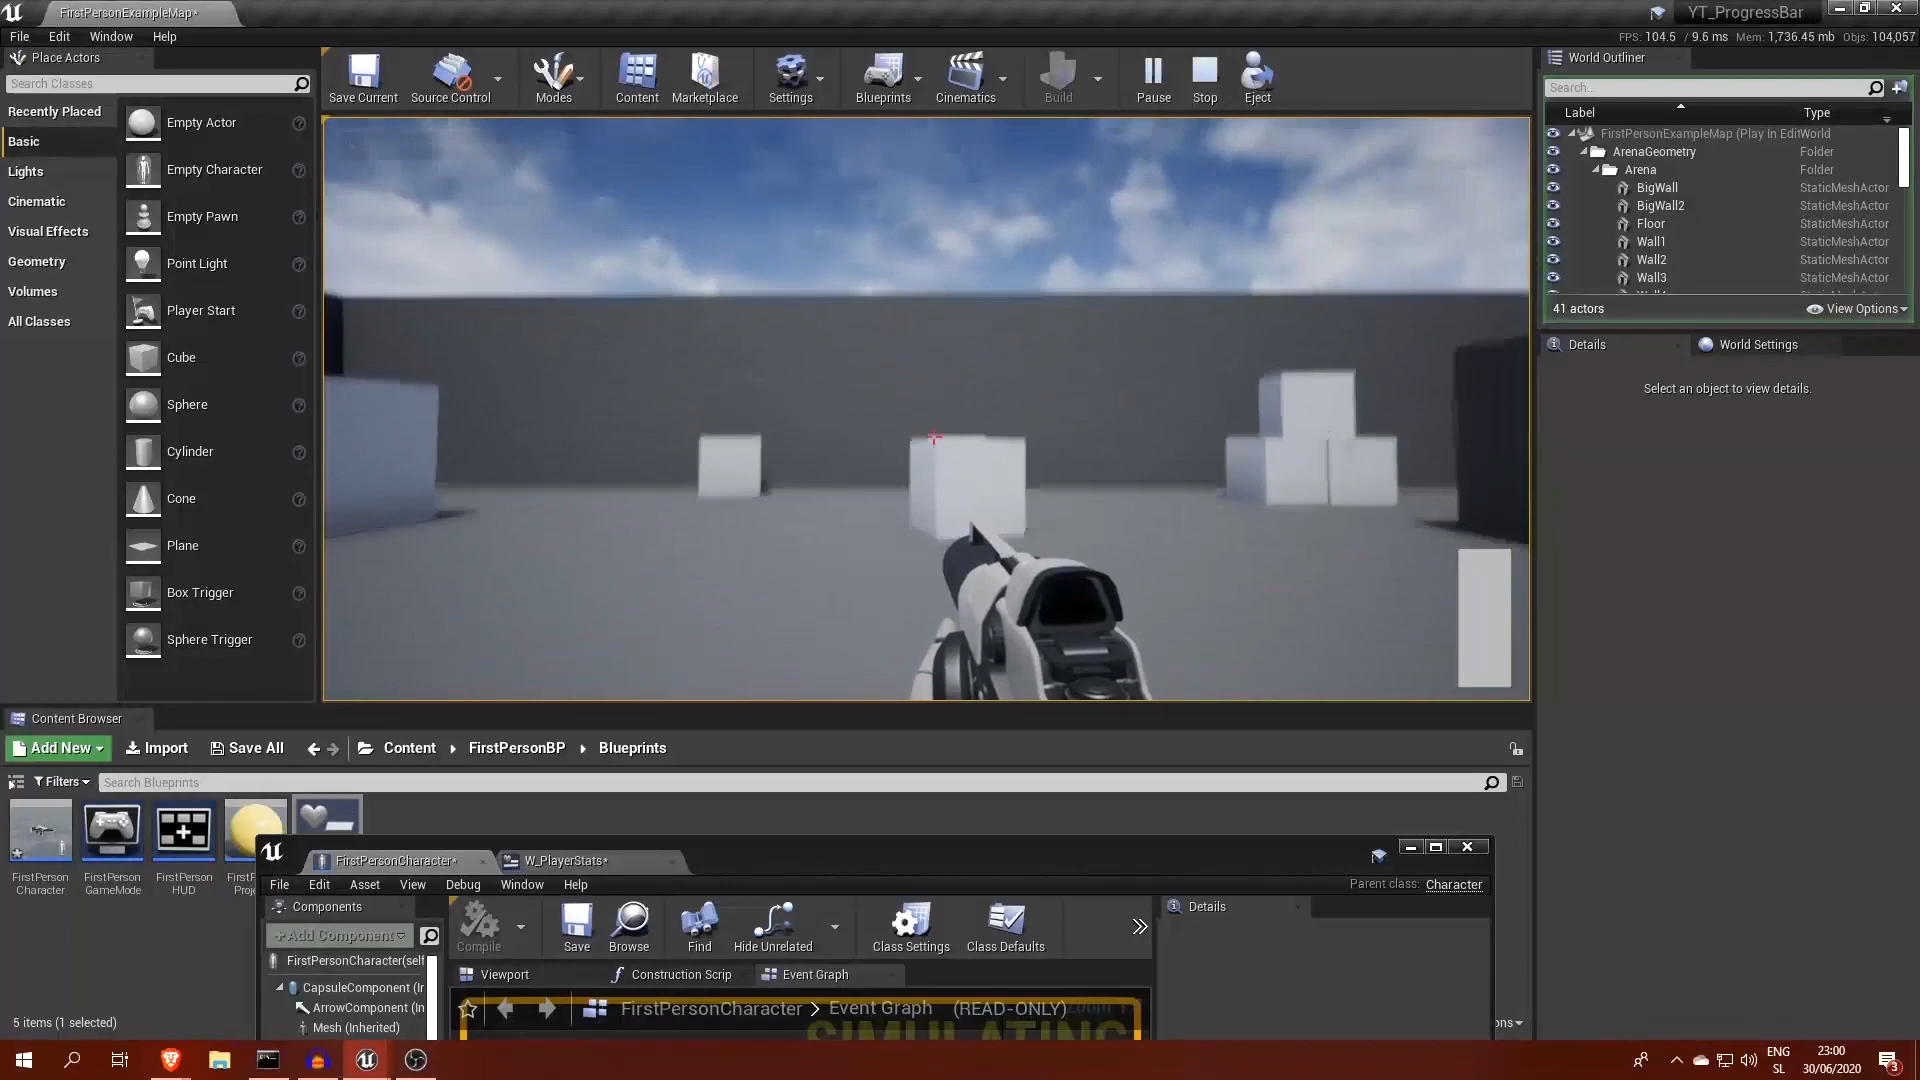 FirstPersonExampleMap*
YT_ProgressBar
File Edit Window Help
FPS: 104.5 / 9.6 ms Mem: 1,736.45 mb Objs: 104,057
Place Actors
Search Classes
Recently Placed
Basic
Lights
Cinematic
Visual Effects
Geometry
Volumes
All Classes
Empty Actor
Empty Character
Empty Pawn
Point Light
Player Start
Cube
Sphere
Cylinder
Cone
Plane
Box Trigger
Sphere Trigger
Save Current
Source Control
Modes
Content
Marketplace
Settings
Blueprints
Cinematics
Build
Pause
Stop
Eject
World Outliner
Search...
Label Type
FirstPersonExampleMap (Play In Edit World
ArenaGeometry Folder
Arena Folder
BigWall StaticMeshActor
BigWall2 StaticMeshActor
Floor StaticMeshActor
Wall1 StaticMeshActor
Wall2 StaticMeshActor
Wall3 StaticMeshActor
41 actors
View Options
Details
World Settings
Select an object to view details.
Content Browser
Add New
Import
Save All
Content
FirstPersonBP
Blueprints
Filters
Search Blueprints
FirstPerson
Character
FirstPerson
GameMode
FirstPerson
HUD
FirstP
Proj
5 items (1 selected)
FirstPersonCharacter*
W_PlayerStats*
File Edit Asset View Debug Window Help
Parent class: Character
Components
+Add Component
FirstPersonCharacter(self
CapsuleComponent (Ir
ArrowComponent (In
Mesh (Inherited)
Compile
Save
Browse
Find
Hide Unrelated
Class Settings
Class Defaults
Details
Viewport
Construction Scrip
Event Graph
FirstPersonCharacter > Event Graph (READ-ONLY)
SIMULATING
ons
ENG
SL
23:00
30/06/2020
3